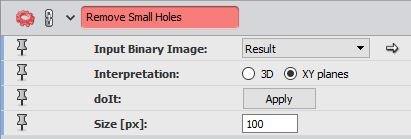 Remove Small Holes
Input Binary Image: Result
Interpretation: 3D XY planes
doIt: Apply
Size [px]: 100